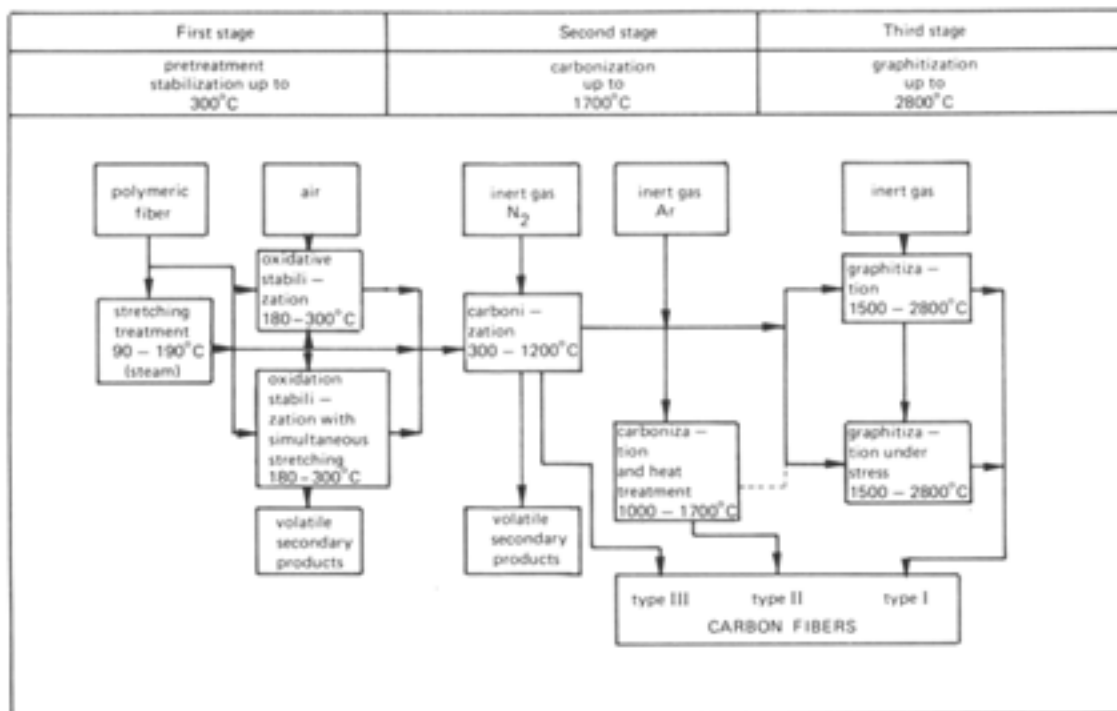 First stage
Second stage
Third stage
pretreatment
stabilization up to
300°C
carbonization
up to
1700°C
graphitization
up to
2800°C
polymeric
fiber
air
inert gas
N2
inert gas
Ar
inert gas
stretching
treatment
90 – 190°C
(steam)
oxidative
stabili –
zation
180–300°C
oxidation
stabili –
zation with
simultaneous
stretching
180–300°C
volatile
secondary
products
carboni –
zation
300 – 1200°C
volatile
secondary
products
carboniza –
tion
and heat
treatment
1000 – 1700°C
graphitiza –
tion
1500 – 2800°C
graphitiza –
tion under
stress
1500 – 2800°C
type III type II type I
CARBON FIBERS